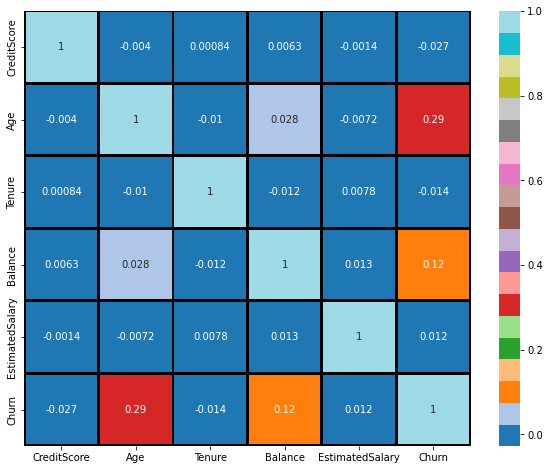 CreditScore 1 -0.004 0.00084 0.0063 -0.0014 -0.027
Age -0.004 1 -0.01 0.028 -0.0072 0.29
Tenure 0.00084 -0.01 1 -0.012 0.0078 -0.014
Balance 0.0063 0.028 -0.012 1 0.013 0.12
EstimatedSalary -0.0014 -0.0072 0.0078 0.013 1 0.012
Churn -0.027 0.29 -0.014 0.12 0.012 1
CreditScore Age Tenure Balance EstimatedSalary Churn
1.0
0.8
0.6
0.4
0.2
0.0